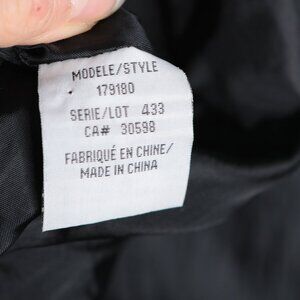 MODELE/STYLE
179180
SERIE/LOT 433
CA# 30598
FABRIQUÉ EN CHINE/
MADE IN CHINA